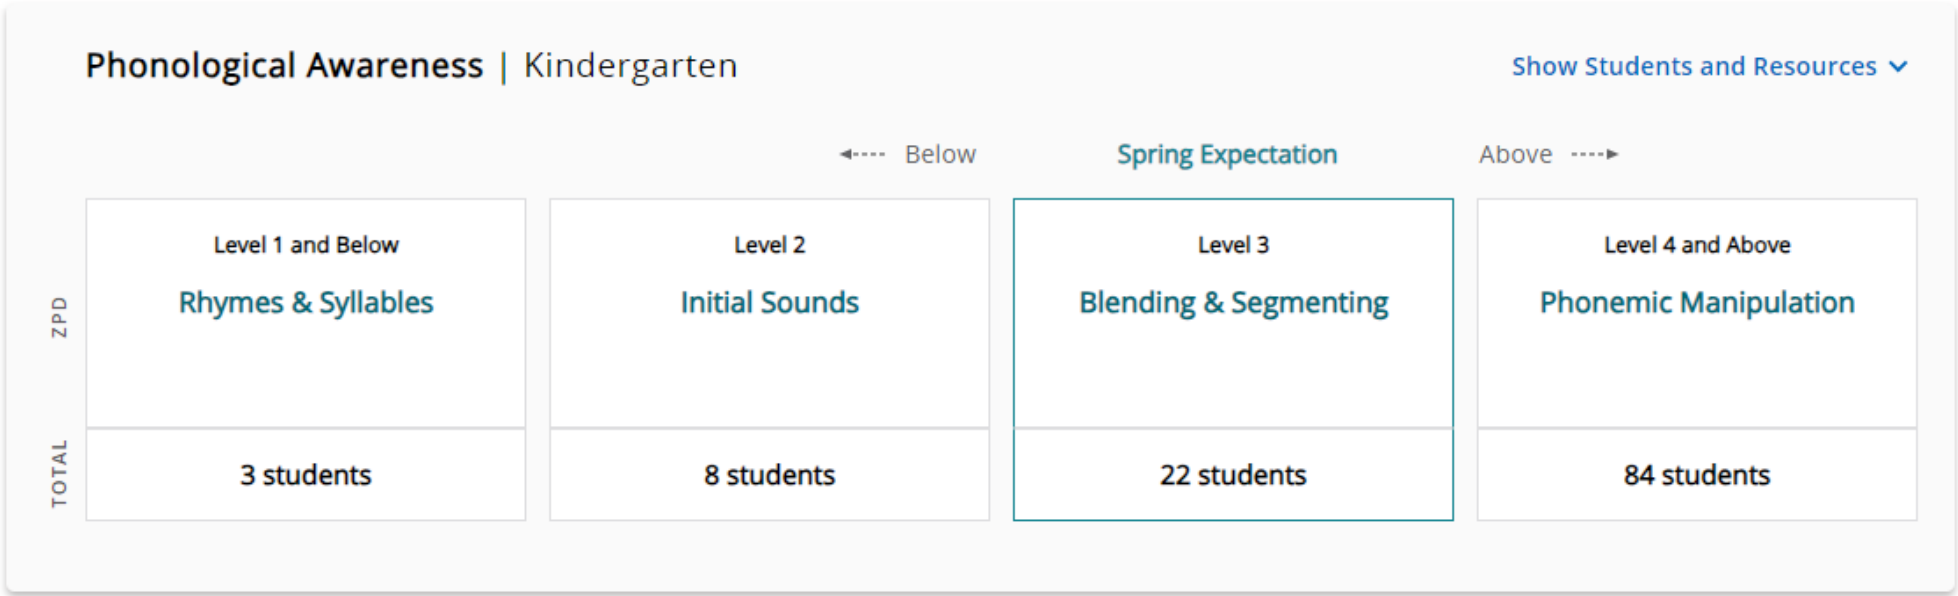 Phonological Awareness | Kindergarten
Show Students and Resources
Below
Spring Expectation
Above
ZPD
Level 1 and Below
Rhymes & Syllables
Level 2
Initial Sounds
Level 3
Blending & Segmenting
Level 4 and Above
Phonemic Manipulation
TOTAL
3 students
8 students
22 students
84 students